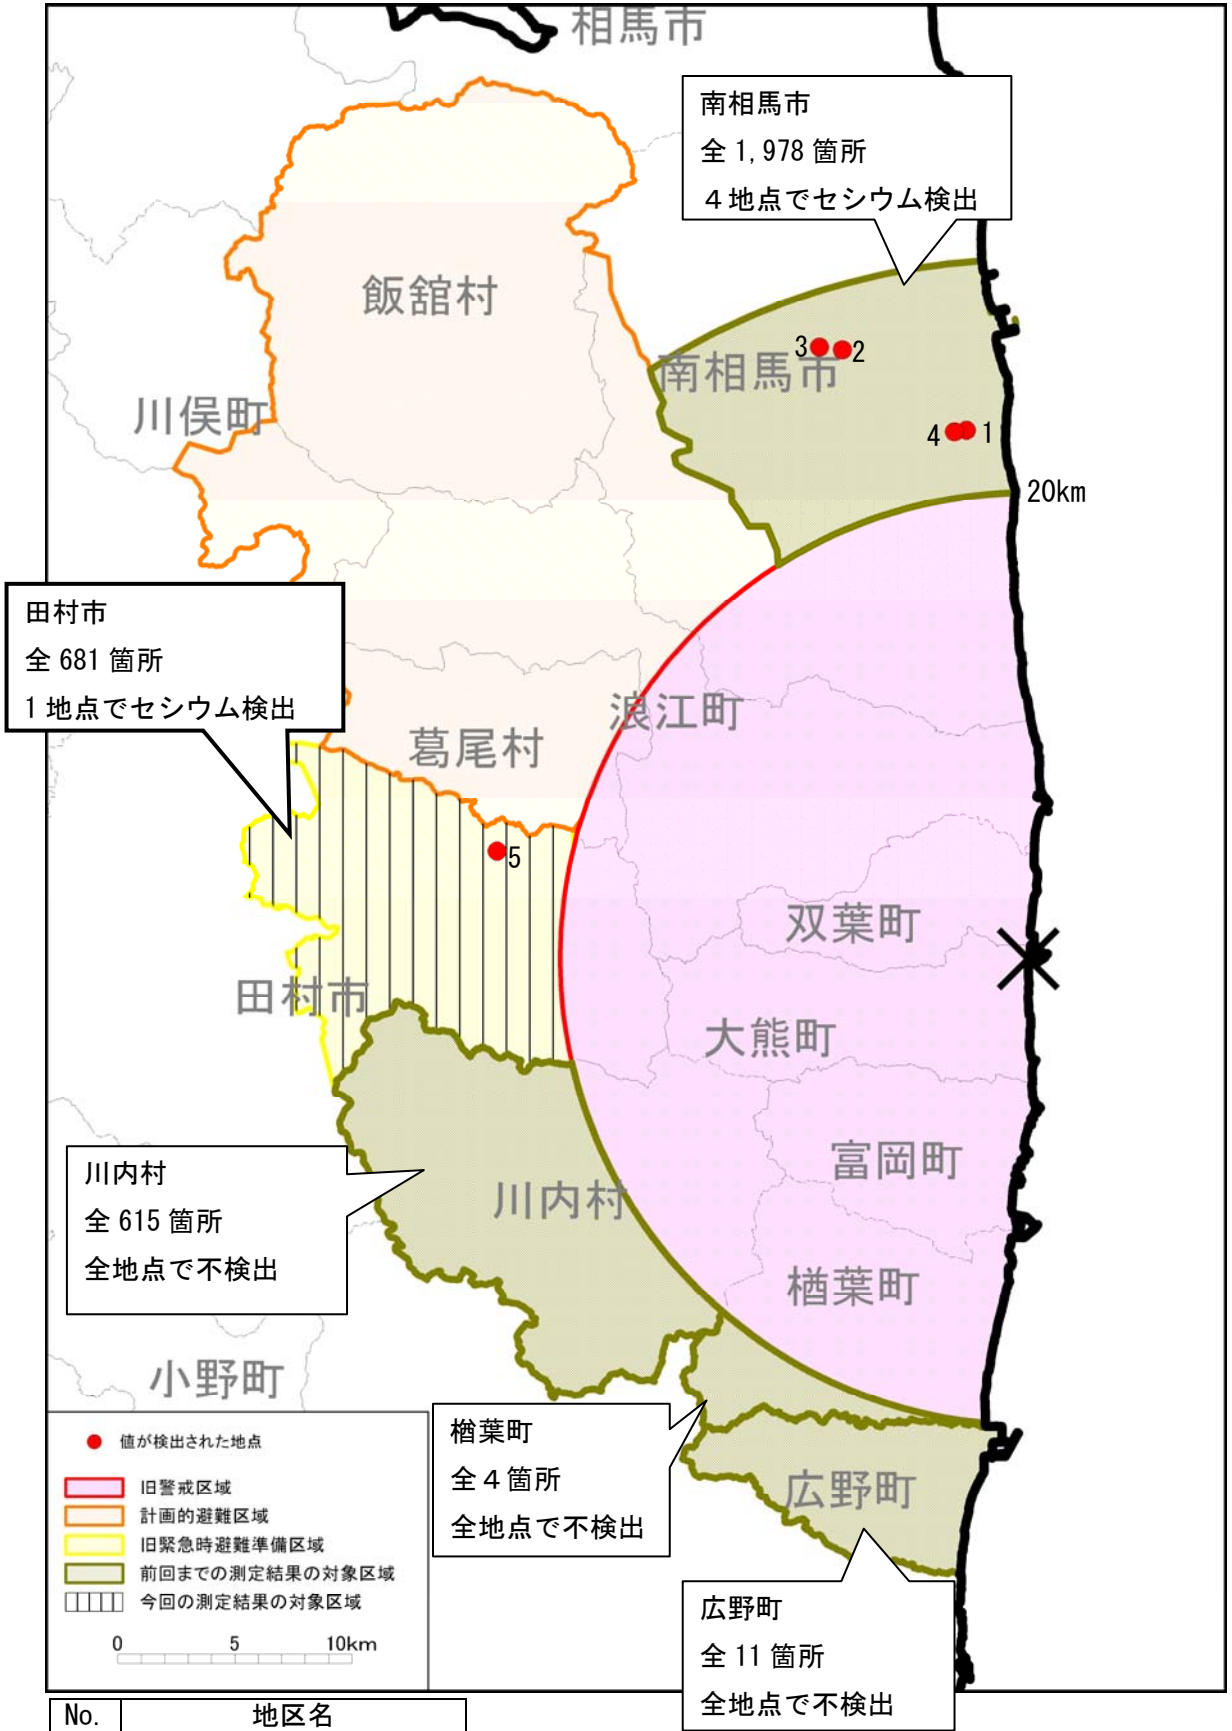 相馬市
南相馬市
全 1,978 箇所
４地点でセシウム検出
飯舘村
3
2
南相馬市
川俣町
4
1
20km
田村市
全 681 箇所
1 地点でセシウム検出
浪江町
葛尾村
5
双葉町
田村市
大熊町
川内村
全 615 箇所
全地点で不検出
富岡町
川内村
楢葉町
小野町
楢葉町
全４箇所
全地点で不検出
広野町
値が検出された地点
旧警戒区域
計画的避難区域
旧緊急時避難準備区域
前回までの測定結果の対象区域
今回の測定結果の対象区域
0 5 10km
広野町
全 11 箇所
全地点で不検出
No. 地区名